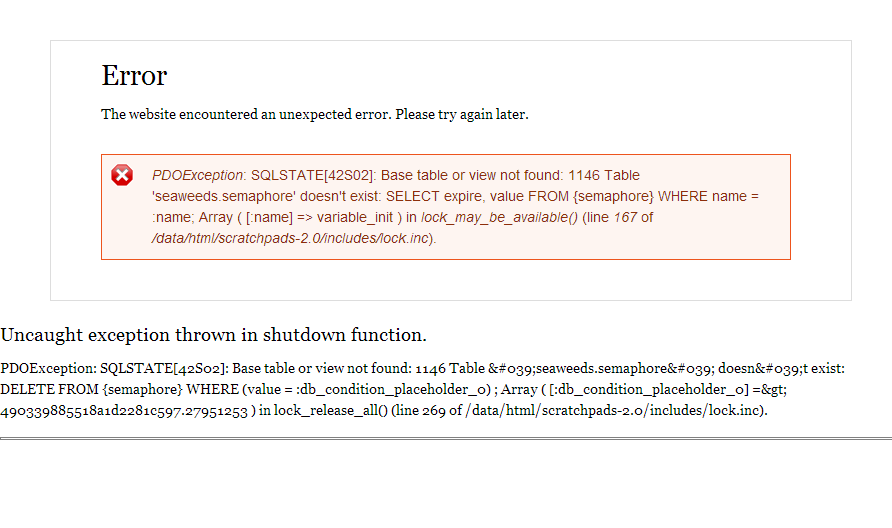 Error
The website encountered an unexpected error. Please try again later.
PDOException: SQLSTATE[42S02]: Base table or view not found: 1146 Table
'seaweeds.semaphore' doesn't exist: SELECT expire, value FROM {semaphore} WHERE name =
:name; Array ( [:name] => variable_init ) in lock_may_be_available() (line 167 of
/data/html/scratchpads-2.0/includes/lock.inc).
Uncaught exception thrown in shutdown function.
PDOException: SQLSTATE[42S02]: Base table or view not found: 1146 Table &#039;seaweeds.semaphore&#039; doesn&#039;t exist:
DELETE FROM {semaphore} WHERE (value = :db_condition_placeholder_0) ; Array ( [:db_condition_placeholder_0] =&gt;
490339885518a1d2281c597.27951253 ) in lock_release_all() (line 269 of /data/html/scratchpads-2.0/includes/lock.inc).